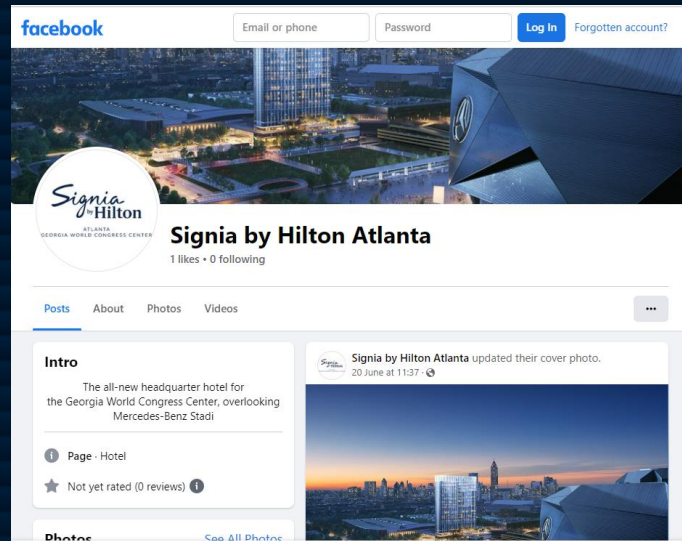 facebook
Email or phone
Password
Log In
Forgotten account?
Signia
by Hilton
ATLANTA
GEORGIA WORLD CONGRESS CENTER
Signia by Hilton Atlanta
1 likes • 0 following
Posts
About
Photos
Videos
Intro
The all-new headquarter hotel for
the Georgia World Congress Center, overlooking
Mercedes-Benz Stadi
Page · Hotel
Not yet rated (0 reviews)
Photos
See All Photos
Signia by Hilton Atlanta updated their cover photo.
20 June at 11:37 ·